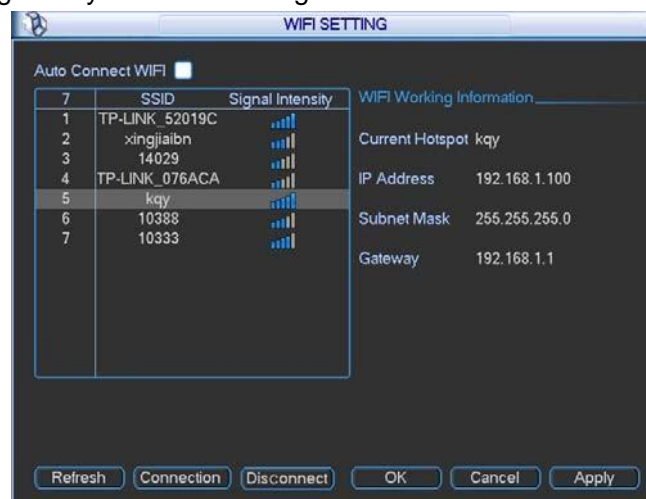 WIFI SETTING
Auto Connect WIFI
7 SSID Signal Intensity
1 TP-LINK_52019C
2 xingjiaibn
3 14029
4 TP-LINK_076ACA
5 kqy
6 10388
7 10333
WIFI Working Information
Current Hotspot kqy
IP Address 192.168.1.100
Subnet Mask 255.255.255.0
Gateway 192.168.1.1
Refresh Connection Disconnect OK Cancel Apply